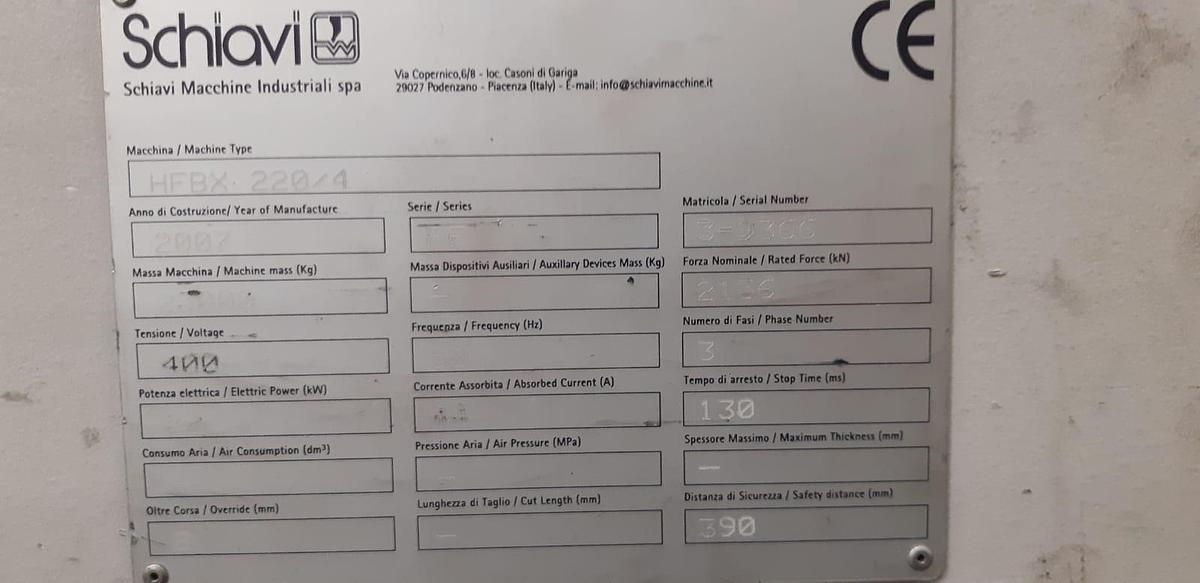 Schiavi
CE
Schiavi Macchine Industriali spa
Via Copernico,6/8 - loc. Casoni di Gariga
29027 Podenzano - Piacenza (Italy) - E-mail: info@schiavimacchine.it
Macchina / Machine Type
HFBX 220/4
Anno di Costruzione/ Year of Manufacture
2007
Serie / Series
Matricola / Serial Number
Massa Macchina / Machine mass (Kg)
Massa Dispositivi Ausiliari / Auxillary Devices Mass (Kg)
Forza Nominale / Rated Force (kN)
Tensione / Voltage
400
Frequenza / Frequency (Hz)
Numero di Fasi / Phase Number
3
Potenza elettrica / Elettric Power (kW)
Corrente Assorbita / Absorbed Current (A)
Tempo di arresto / Stop Time (ms)
130
Consumo Aria / Air Consumption (dm³)
Pressione Aria / Air Pressure (MPa)
Spessore Massimo / Maximum Thickness (mm)
—
Oltre Corsa / Override (mm)
Lunghezza di Taglio / Cut Length (mm)
—
Distanza di Sicurezza / Safety distance (mm)
390